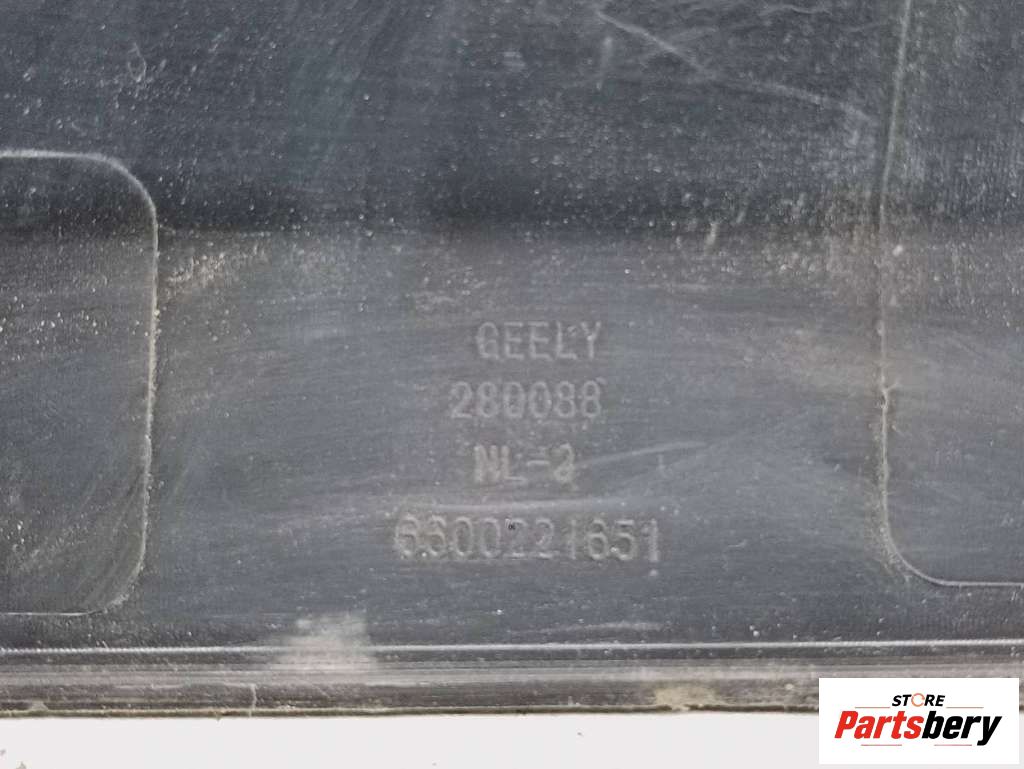 GEELY
280088
NL-3
6600221651
STORE
Partsbery